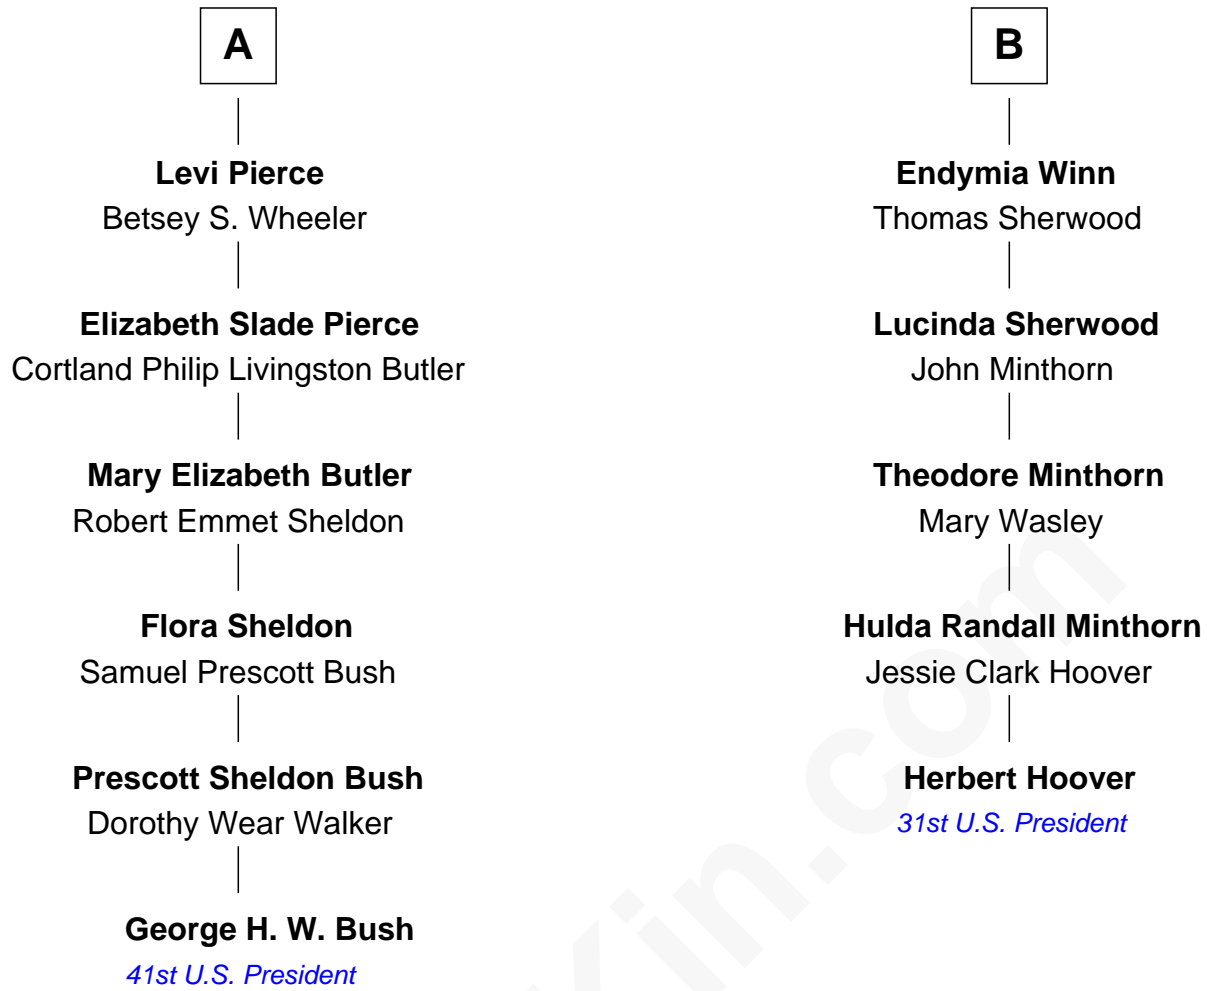 A
Levi Pierce
Betsey S. Wheeler
Elizabeth Slade Pierce
Cortland Philip Livingston Butler
Mary Elizabeth Butler
Robert Emmet Sheldon
Flora Sheldon
Samuel Prescott Bush
Prescott Sheldon Bush
Dorothy Wear Walker
George H. W. Bush
41st U.S. President
B
Endymia Winn
Thomas Sherwood
Lucinda Sherwood
John Minthorn
Theodore Minthorn
Mary Wasley
Hulda Randall Minthorn
Jessie Clark Hoover
Herbert Hoover
31st U.S. President
Kin.com